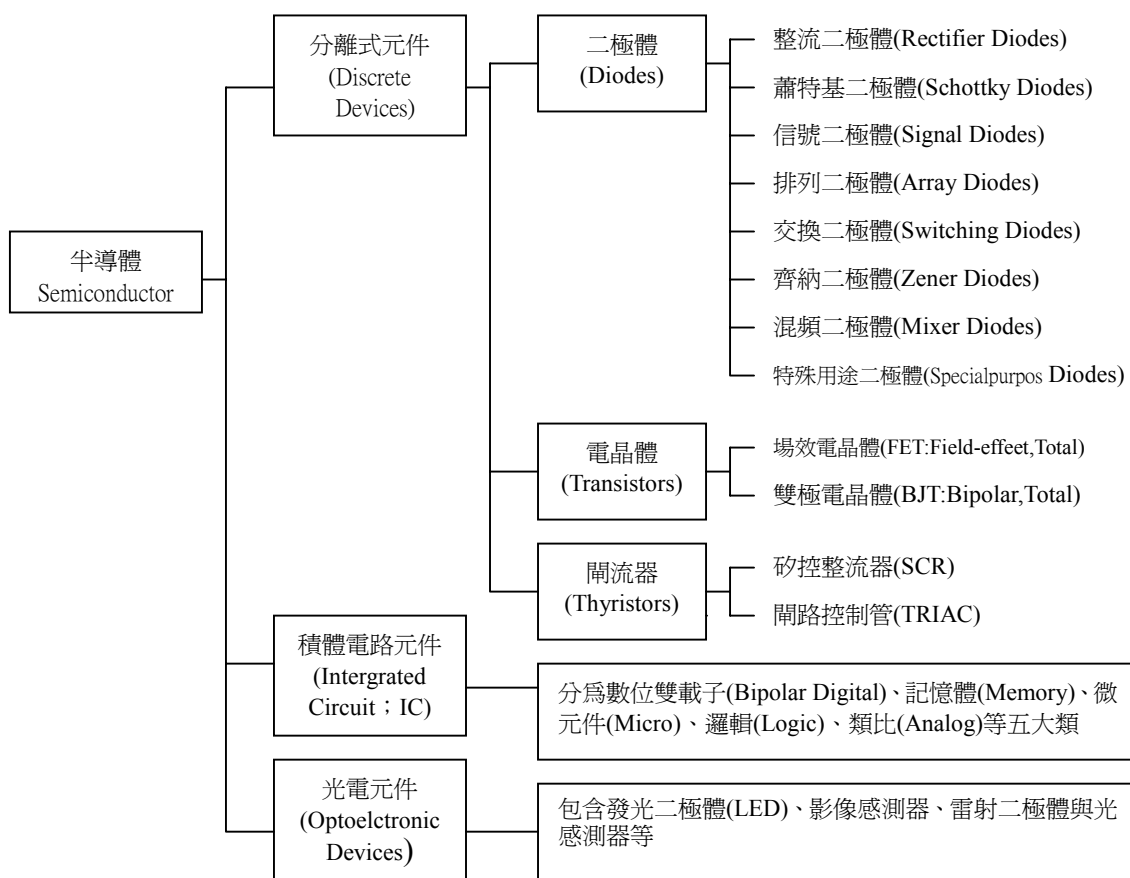 半導體
Semiconductor
分離式元件
(Discrete
Devices)
二極體
(Diodes)
整流二極體(Rectifier Diodes)
蕭特基二極體(Schottky Diodes)
信號二極體(Signal Diodes)
排列二極體(Array Diodes)
交換二極體(Switching Diodes)
齊納二極體(Zener Diodes)
混頻二極體(Mixer Diodes)
特殊用途二極體(Specialpurpos Diodes)
電晶體
(Transistors)
場效電晶體(FET:Field-effeet,Total)
雙極電晶體(BJT:Bipolar,Total)
閘流器
(Thyristors)
矽控整流器(SCR)
閘路控制管(TRIAC)
積體電路元件
(Intergrated
Circuit；IC)
分為數位雙載子(Bipolar Digital)、記憶體(Memory)、微
元件(Micro)、邏輯(Logic)、類比(Analog)等五大類
光電元件
(Optoelctronic
Devices)
包含發光二極體(LED)、影像感測器、雷射二極體與光
感測器等